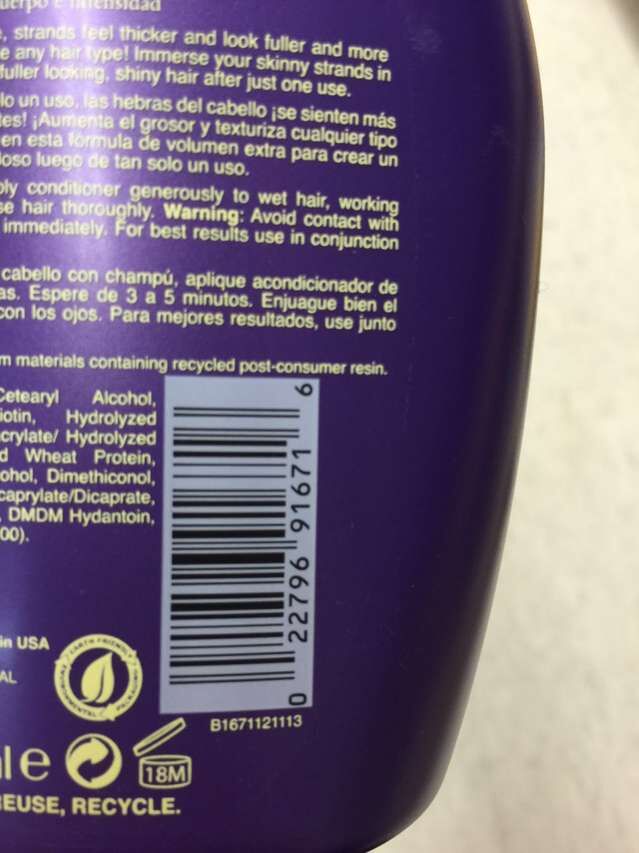 uerpo e intensidad
, strands feel thicker and look fuller and more
e any hair type! Immerse your skinny strands in
fuller looking, shiny hair after just one use.
lo un uso, las hebras del cabello ¡se sienten más
tes! ¡Aumenta el grosor y texturiza cualquier tipo
en esta fórmula de volumen extra para crear un
loso luego de tan solo un uso.
ply conditioner generously to wet hair, working
se hair thoroughly. Warning: Avoid contact with
immediately. For best results use in conjunction
cabello con champú, aplique acondicionador de
as. Espere de 3 a 5 minutos. Enjuague bien el
con los ojos. Para mejores resultados, use junto
m materials containing recycled post-consumer resin.
Cetearyl Alcohol,
iotin, Hydrolyzed
crylate/ Hydrolyzed
d Wheat Protein,
ohol, Dimethiconol,
caprylate/Dicaprate,
, DMDM Hydantoin,
00).
0 22796 91671 6
in USA
AL
EARTH FRIENDLY
ENVIRONMENTAL PACKAGING
B1671121113
le
18M
EUSE, RECYCLE.